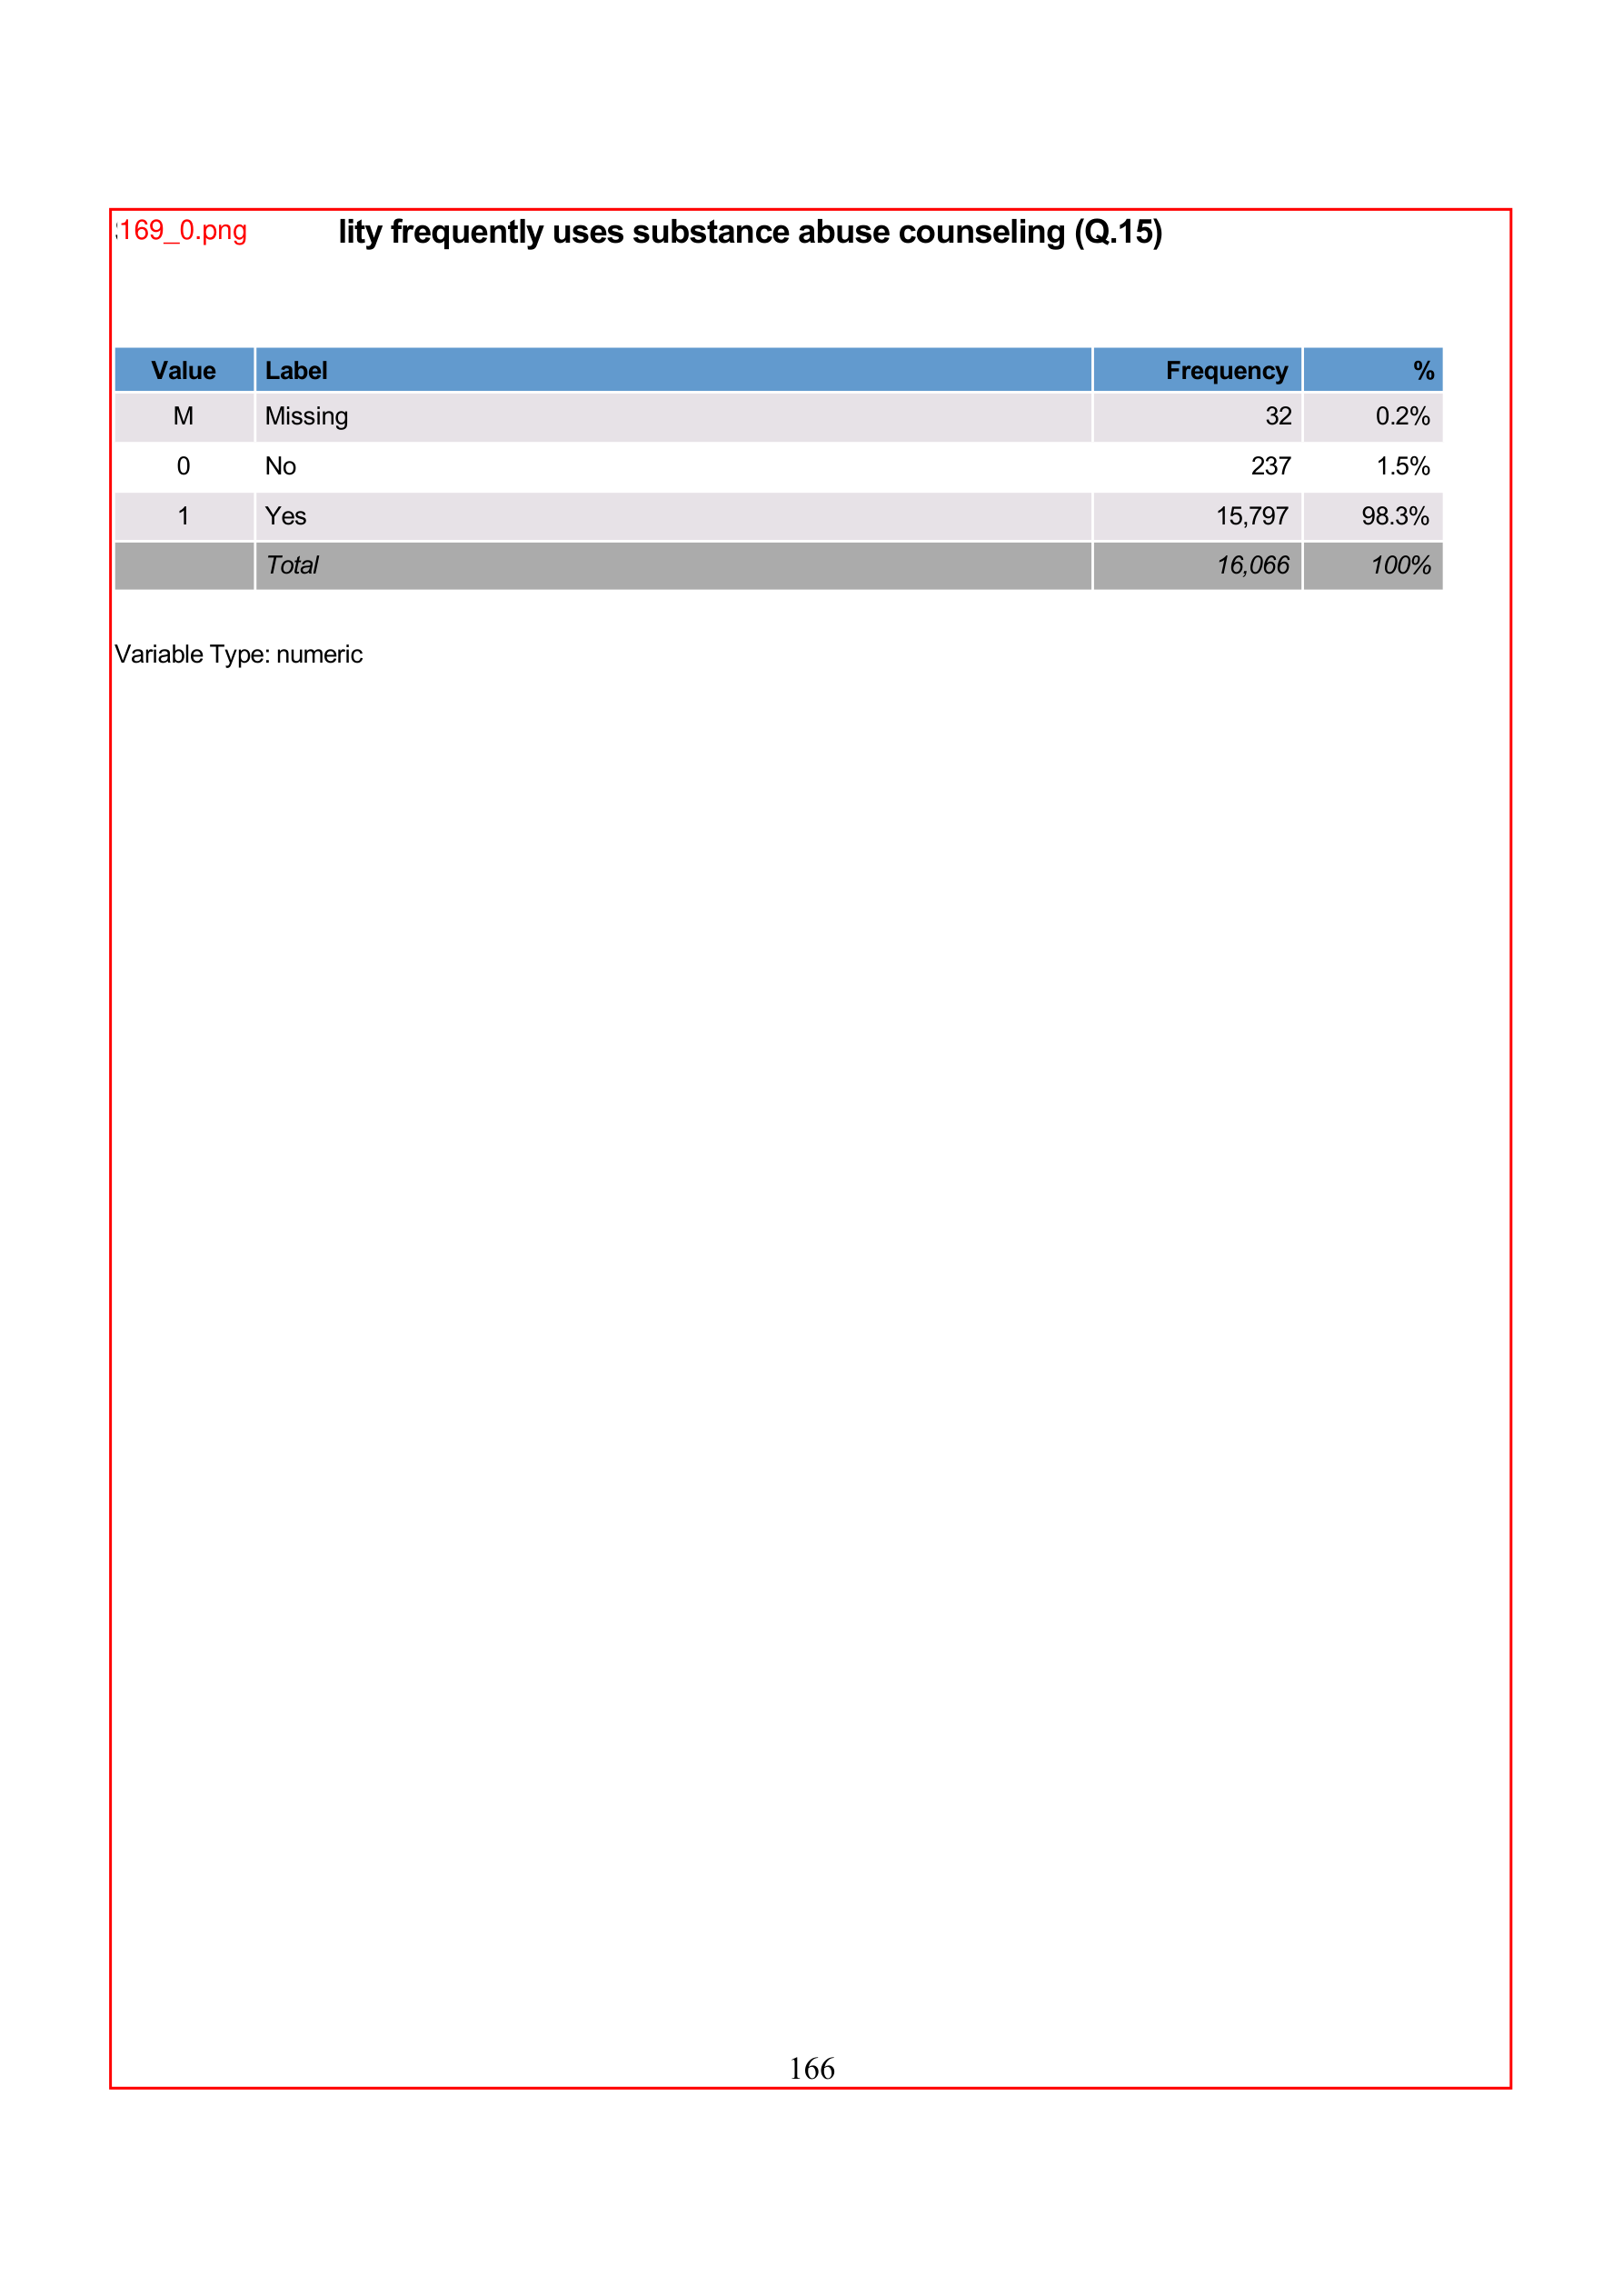 169_0.png lity frequently uses substance abuse counseling (Q.15)
Value Label Frequency %
M Missing 32 0.2%
0 No 237 1.5%
1 Yes 15,797 98.3%
Total 16,066 100%
Variable Type: numeric
166